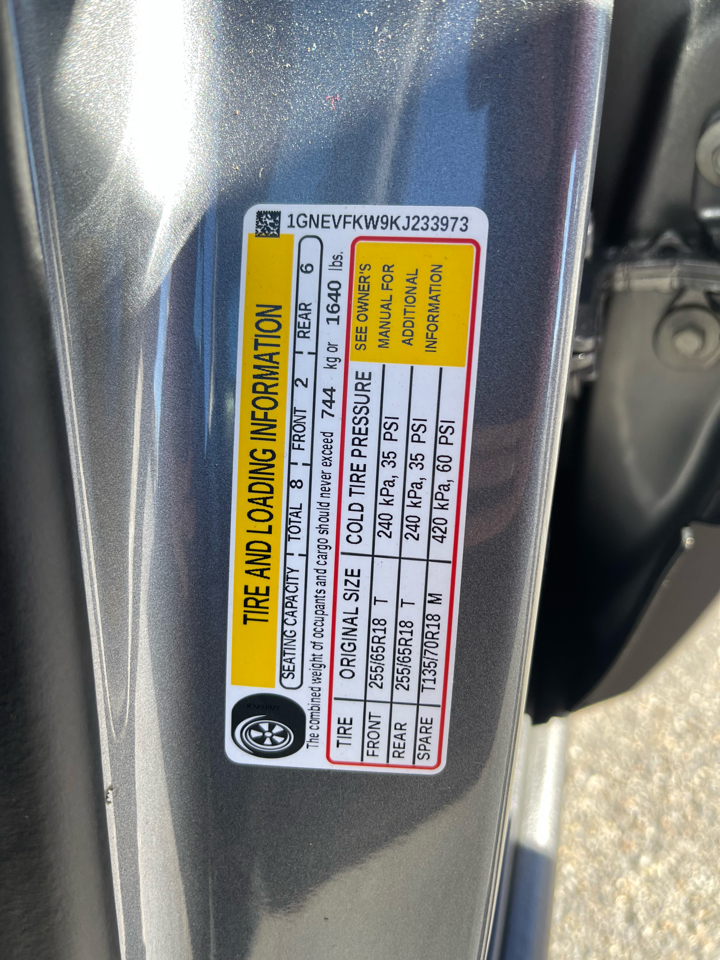 1GNEVFKW9KJ233973
TIRE AND LOADING INFORMATION
SEATING CAPACITY TOTAL 8 FRONT 2 REAR 6
The combined weight of occupants and cargo should never exceed 744 kg or 1640 lbs.
TIRE ORIGINAL SIZE COLD TIRE PRESSURE
FRONT 255/65R18 T 240 kPa, 35 PSI
REAR 255/65R18 T 240 kPa, 35 PSI
SPARE T135/70R18 M 420 kPa, 60 PSI
SEE OWNER'S
MANUAL FOR
ADDITIONAL
INFORMATION